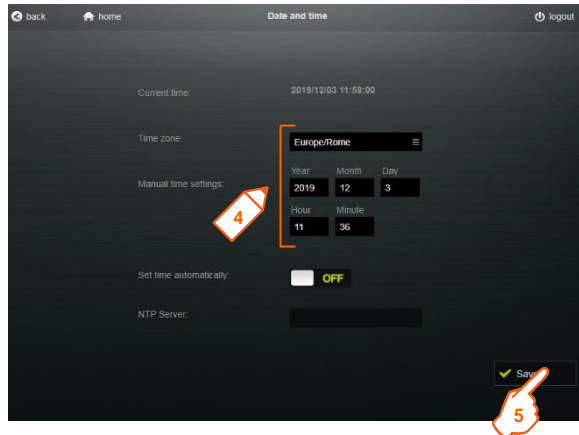 back home Date and time logout
Current time: 2019/12/03 11:58:00
Time zone: Europe/Rome
Year Month Day
Manual time settings: 2019 12 3
Hour Minute
4
11 36
Set time automatically: OFF
NTP Server:
Save
5